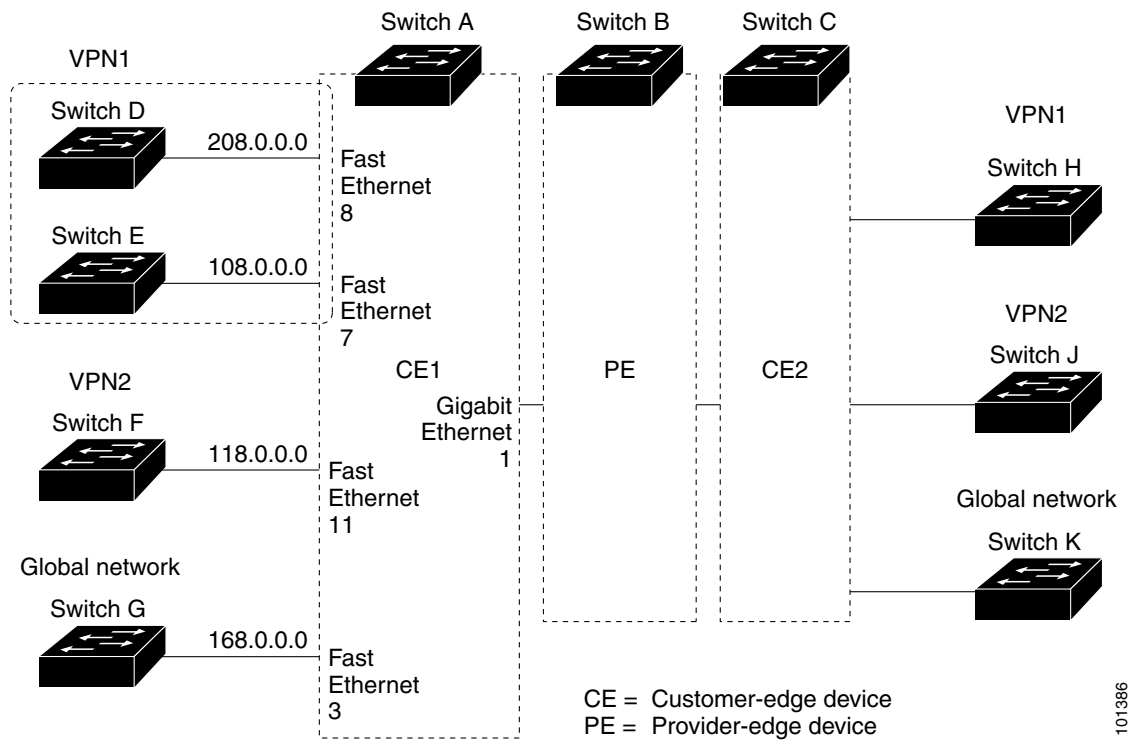 Switch A
Switch B
Switch C
VPN1
Switch D
208.0.0.0
Fast
Ethernet
8
Switch E
108.0.0.0
Fast
Ethernet
7
VPN2
Switch F
118.0.0.0
Fast
Ethernet
11
Global network
Switch G
168.0.0.0
Fast
Ethernet
3
CE1
Gigabit
Ethernet
1
PE
CE2
VPN1
Switch H
VPN2
Switch J
Global network
Switch K
CE = Customer-edge device
PE = Provider-edge device
101386